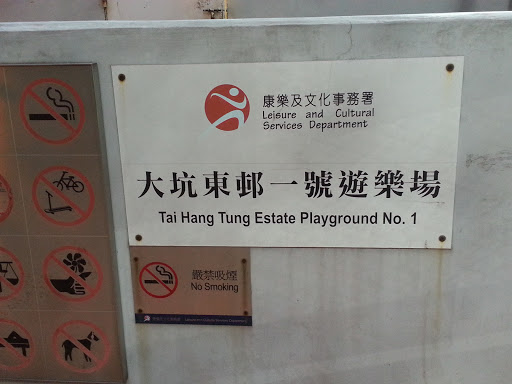 康樂及文化事務署
Leisure and Cultural
Services Department
大坑東邨一號遊樂場
Tai Hang Tung Estate Playground No. 1
嚴禁吸煙
No Smoking